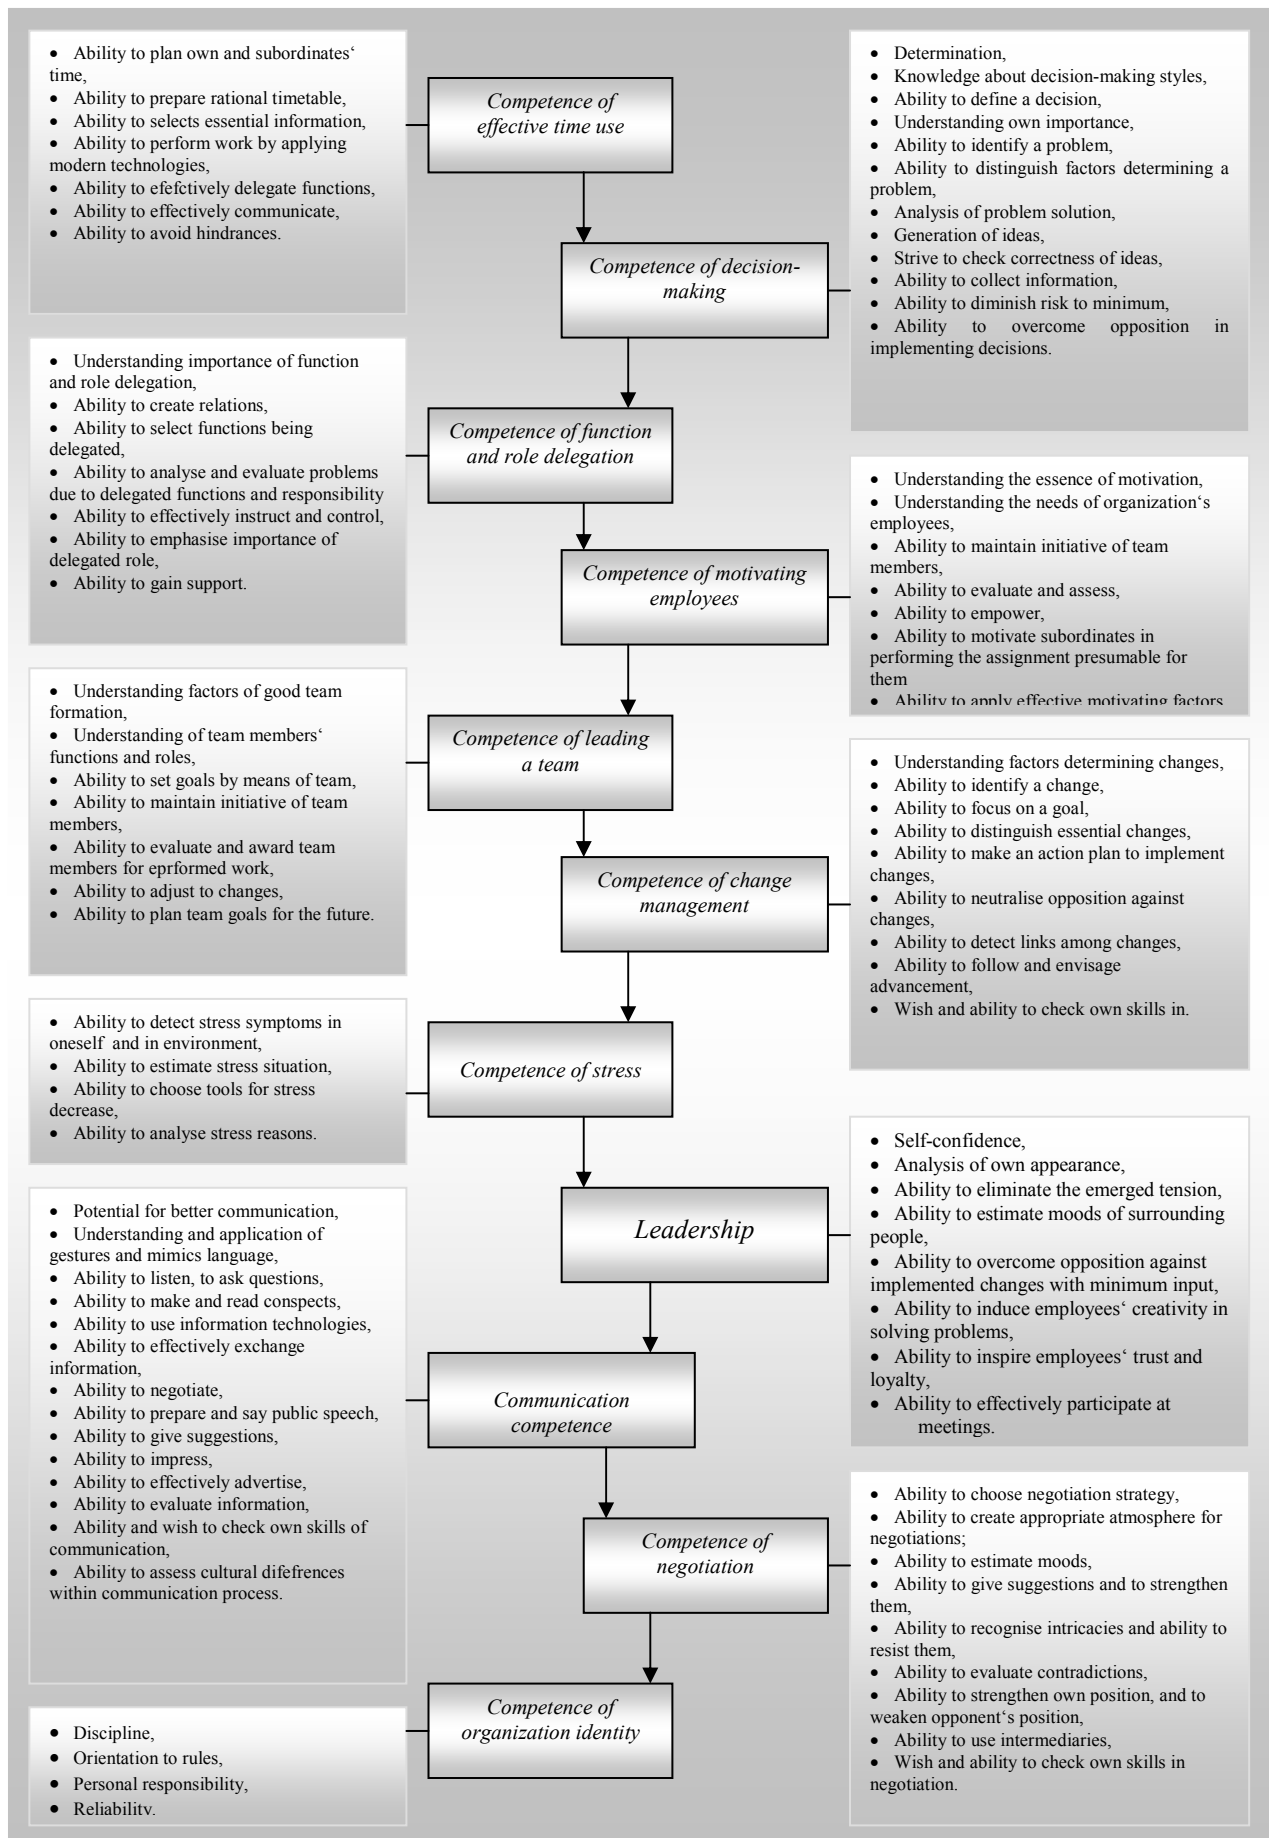 • Ability to plan own and subordinates‘
time,
• Ability to prepare rational timetable,
• Ability to selects essential information,
• Ability to perform work by applying
modern technologies,
• Ability to efefctively delegate functions,
• Ability to effectively communicate,
• Ability to avoid hindrances.
Competence of
effective time use
• Determination,
• Knowledge about decision-making styles,
• Ability to define a decision,
• Understanding own importance,
• Ability to identify a problem,
• Ability to distinguish factors determining a
problem,
• Analysis of problem solution,
• Generation of ideas,
• Strive to check correctness of ideas,
• Ability to collect information,
• Ability to diminish risk to minimum,
• Ability to overcome opposition in
implementing decisions.
Competence of decision-
making
• Understanding importance of function
and role delegation,
• Ability to create relations,
• Ability to select functions being
delegated,
• Ability to analyse and evaluate problems
due to delegated functions and responsibility
• Ability to effectively instruct and control,
• Ability to emphasise importance of
delegated role,
• Ability to gain support.
Competence of function
and role delegation
• Understanding the essence of motivation,
• Understanding the needs of organization‘s
employees,
• Ability to maintain initiative of team
members,
• Ability to evaluate and assess,
• Ability to empower,
• Ability to motivate subordinates in
performing the assignment presumable for
them
• Ability to apply effective motivating factors
Competence of motivating
employees
• Understanding factors of good team
formation,
• Understanding of team members‘
functions and roles,
• Ability to set goals by means of team,
• Ability to maintain initiative of team
members,
• Ability to evaluate and award team
members for eprformed work,
• Ability to adjust to changes,
• Ability to plan team goals for the future.
Competence of leading
a team
• Understanding factors determining changes,
• Ability to identify a change,
• Ability to focus on a goal,
• Ability to distinguish essential changes,
• Ability to make an action plan to implement
changes,
• Ability to neutralise opposition against
changes,
• Ability to detect links among changes,
• Ability to follow and envisage
advancement,
• Wish and ability to check own skills in.
Competence of change
management
• Ability to detect stress symptoms in
oneself and in environment,
• Ability to estimate stress situation,
• Ability to choose tools for stress
decrease,
• Ability to analyse stress reasons.
Competence of stress
• Self-confidence,
• Analysis of own appearance,
• Ability to eliminate the emerged tension,
• Ability to estimate moods of surrounding
people,
• Ability to overcome opposition against
implemented changes with minimum input,
• Ability to induce employees‘ creativity in
solving problems,
• Ability to inspire employees‘ trust and
loyalty,
• Ability to effectively participate at
meetings.
Leadership
• Potential for better communication,
• Understanding and application of
gestures and mimics language,
• Ability to listen, to ask questions,
• Ability to make and read conspects,
• Ability to use information technologies,
• Ability to effectively exchange
information,
• Ability to negotiate,
• Ability to prepare and say public speech,
• Ability to give suggestions,
• Ability to impress,
• Ability to effectively advertise,
• Ability to evaluate information,
• Ability and wish to check own skills of
communication,
• Ability to assess cultural difefrences
within communication process.
Communication
competence
• Ability to choose negotiation strategy,
• Ability to create appropriate atmosphere for
negotiations;
• Ability to estimate moods,
• Ability to give suggestions and to strengthen
them,
• Ability to recognise intricacies and ability to
resist them,
• Ability to evaluate contradictions,
• Ability to strengthen own position, and to
weaken opponent‘s position,
• Ability to use intermediaries,
• Wish and ability to check own skills in
negotiation.
Competence of
negotiation
• Discipline,
• Orientation to rules,
• Personal responsibility,
• Reliability.
Competence of
organization identity